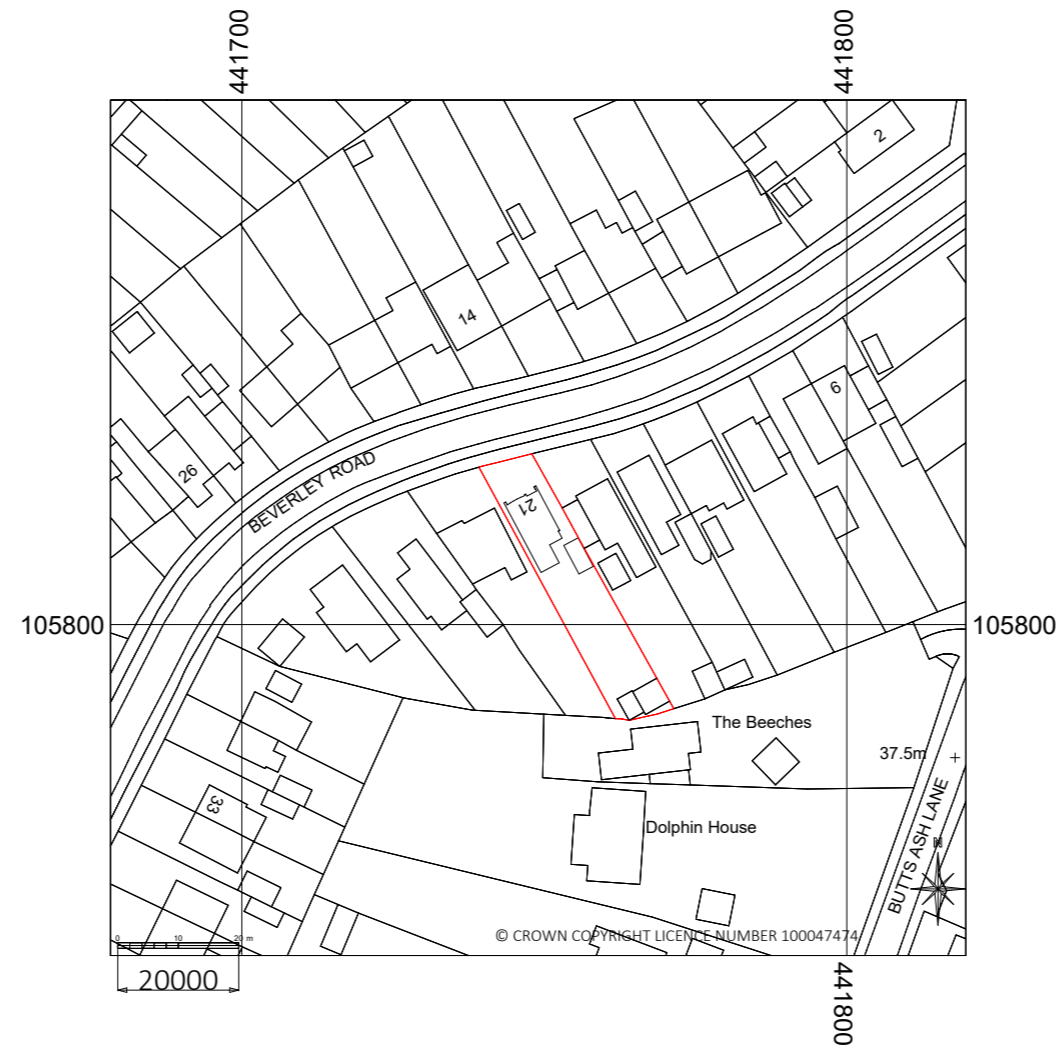 441700
441800
2
14
6
26
BEVERLEY ROAD
21
105800
105800
The Beeches
37.5m
33
Dolphin House
BUTTS ASH LANE
N
© CROWN COPYRIGHT LICENCE NUMBER 100047474
0 10 20 m
20000
441800